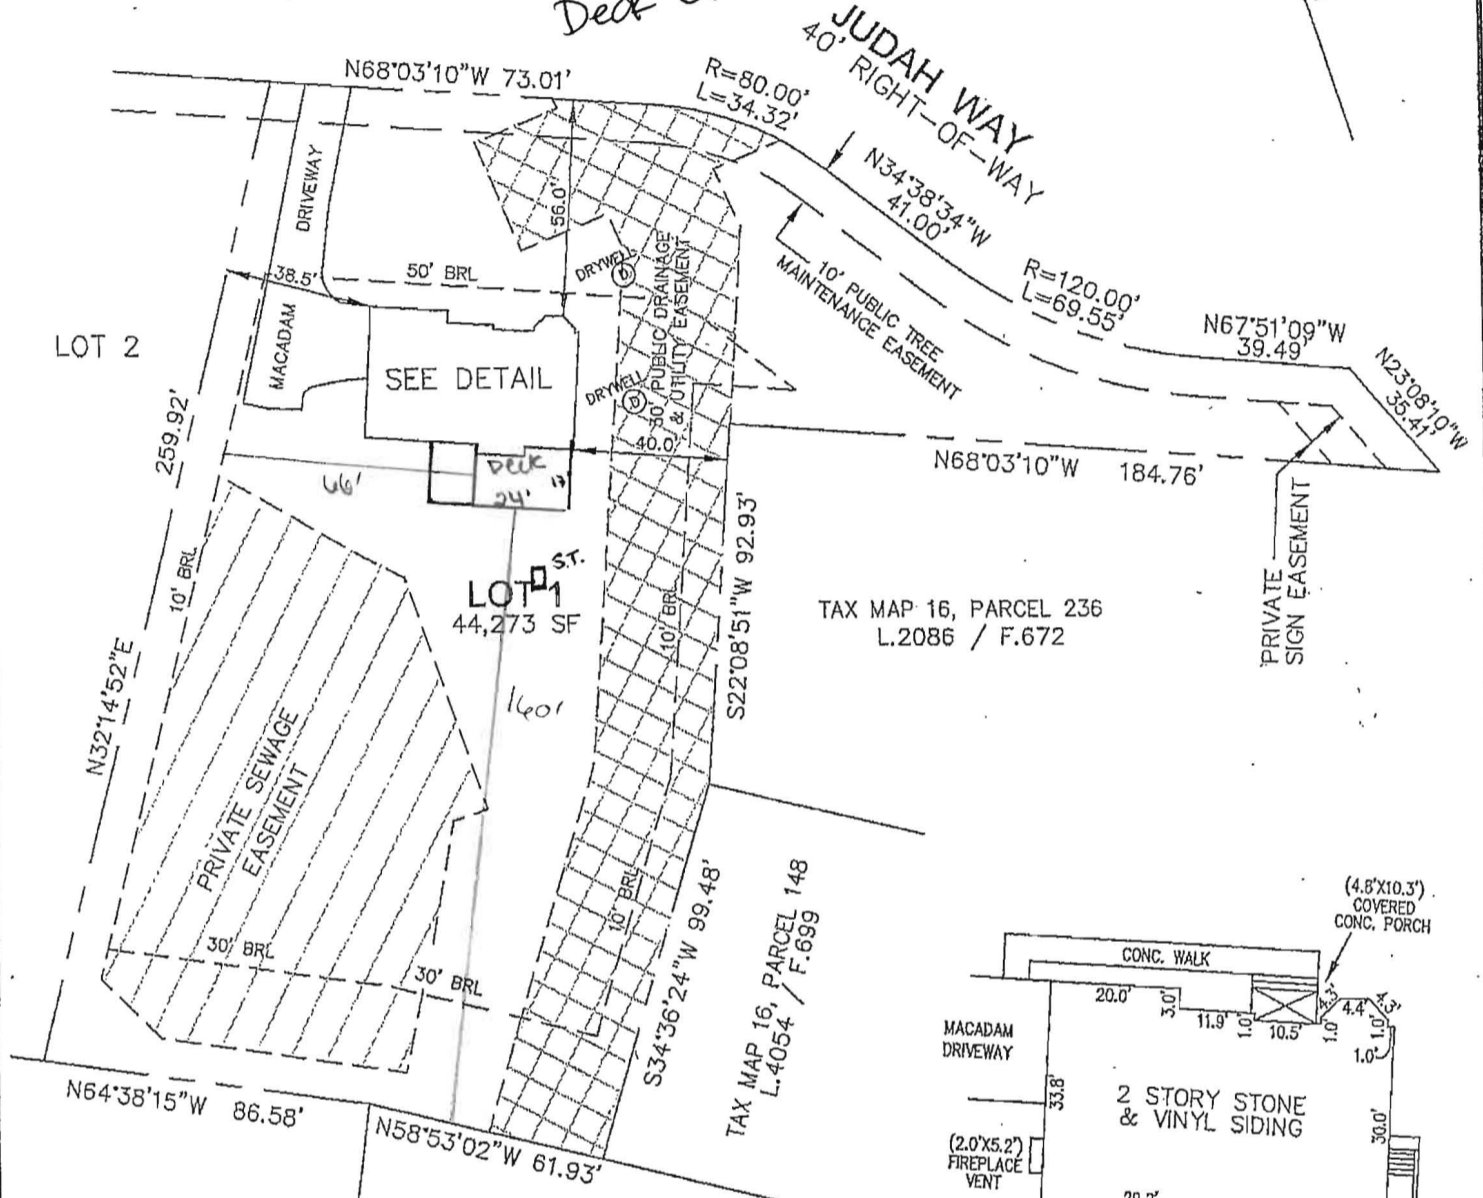 Deck
JUDAH WAY
40' RIGHT-OF-WAY
N68°03'10"W 73.01'
R=80.00'
L=34.32'
N34°38'34"W
41.00'
R=120.00'
L=69.55'
N67°51'09"W
39.49'
N23°08'10"W
35.41'
DRIVEWAY
56.0'
38.5'
50' BRL
DRYWELL
D
30' PUBLIC DRAINAGE
& UTILITY EASEMENT
10' PUBLIC TREE
MAINTENANCE EASEMENT
LOT 2
MACADAM
SEE DETAIL
DRYWELL
D
40.0'
N68°03'10"W 184.76'
PRIVATE
SIGN EASEMENT
259.92'
N32°14'52"E
66'
Deck
24'
12'
10' BRL
S.T.
LOT 1
44,273 SF
160'
10' BRL
S22°08'51"W 92.93'
TAX MAP 16, PARCEL 236
L.2086 / F.672
PRIVATE SEWAGE
EASEMENT
10' BRL
S34°36'24"W 99.48'
TAX MAP 16, PARCEL 148
L.4054 / F.699
30' BRL
30' BRL
N64°38'15"W 86.58'
N58°53'02"W 61.93'
(4.8'X10.3')
COVERED
CONC. PORCH
CONC. WALK
20.0'
3.0'
11.9'
1.0'
10.5'
1.0'
4.3'
4.4'
4.3'
1.0'
1.0'
MACADAM
DRIVEWAY
33.8'
2 STORY STONE
& VINYL SIDING
30.0'
(2.0'X5.2')
FIREPLACE
VENT